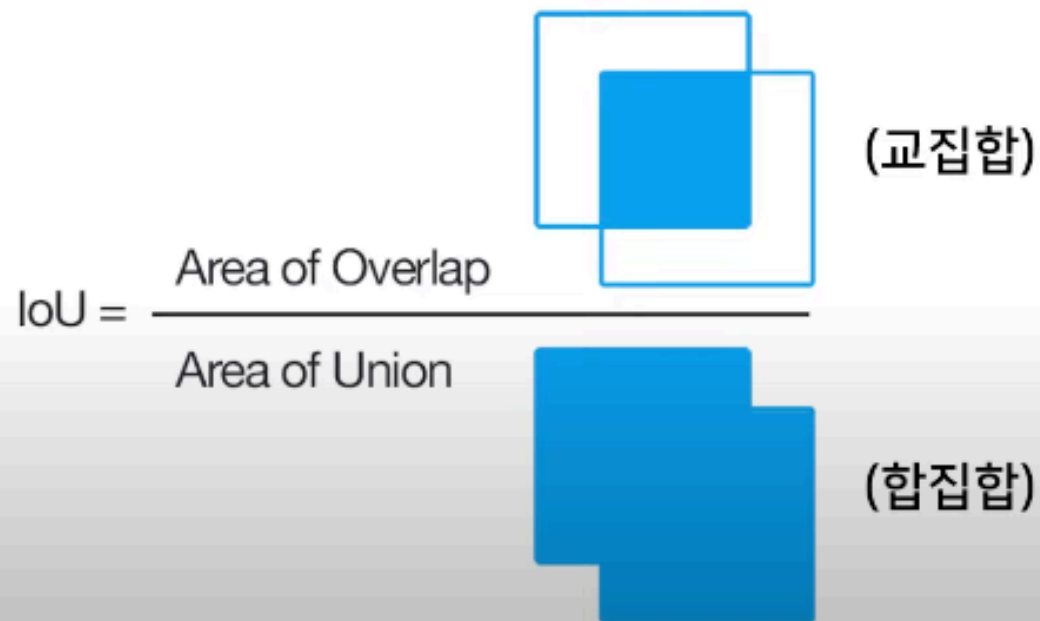 (교집합)
Area of Overlap
IoU =
Area of Union
(합집합)